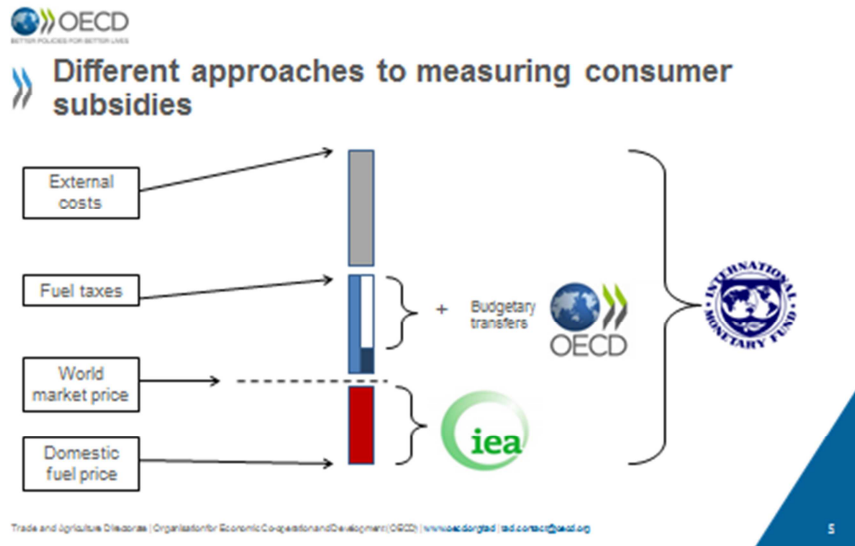 OECD
BETTER POLICIES FOR BETTER LIVES
Different approaches to measuring consumer
subsidies
External
costs
Fuel taxes
World
market price
Domestic
fuel price
+
Budgetary
transfers
OECD
iea
INTERNATIONAL
MONETARY FUND
Trade and Agriculture Directorate | Organisation for Economic Co-operation and Development (OECD) | www.oecd.org/tad | tad.contact@oecd.org
5